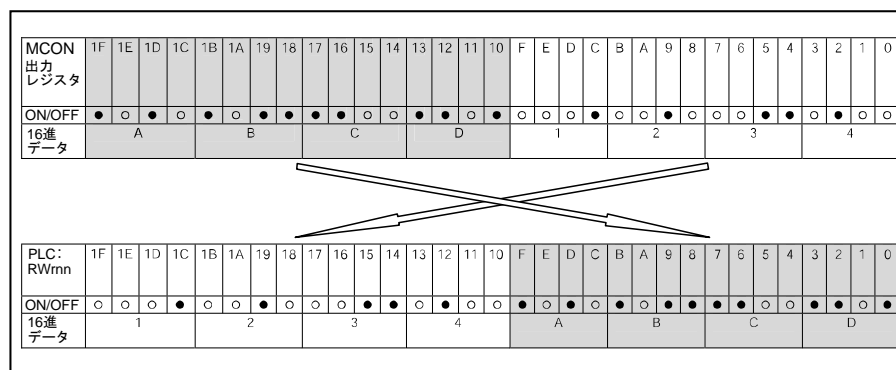 MCON 出力 レジスタ 1F 1E 1D 1C 1B 1A 19 18 17 16 15 14 13 12 11 10 F E D C B A 9 8 7 6 5 4 3 2 1 0
ON/OFF ● ○ ● ○ ● ○ ● ● ● ● ○ ○ ● ● ○ ● ○ ○ ○ ● ○ ○ ● ○ ○ ○ ● ● ○ ● ○ ○
16進 データ A B C D 1 2 3 4
PLC: RWrnn 1F 1E 1D 1C 1B 1A 19 18 17 16 15 14 13 12 11 10 F E D C B A 9 8 7 6 5 4 3 2 1 0
ON/OFF ○ ○ ○ ● ○ ○ ● ○ ○ ○ ● ● ○ ● ○ ○ ● ○ ● ○ ● ○ ● ● ● ● ○ ○ ● ● ○ ●
16進 データ 1 2 3 4 A B C D